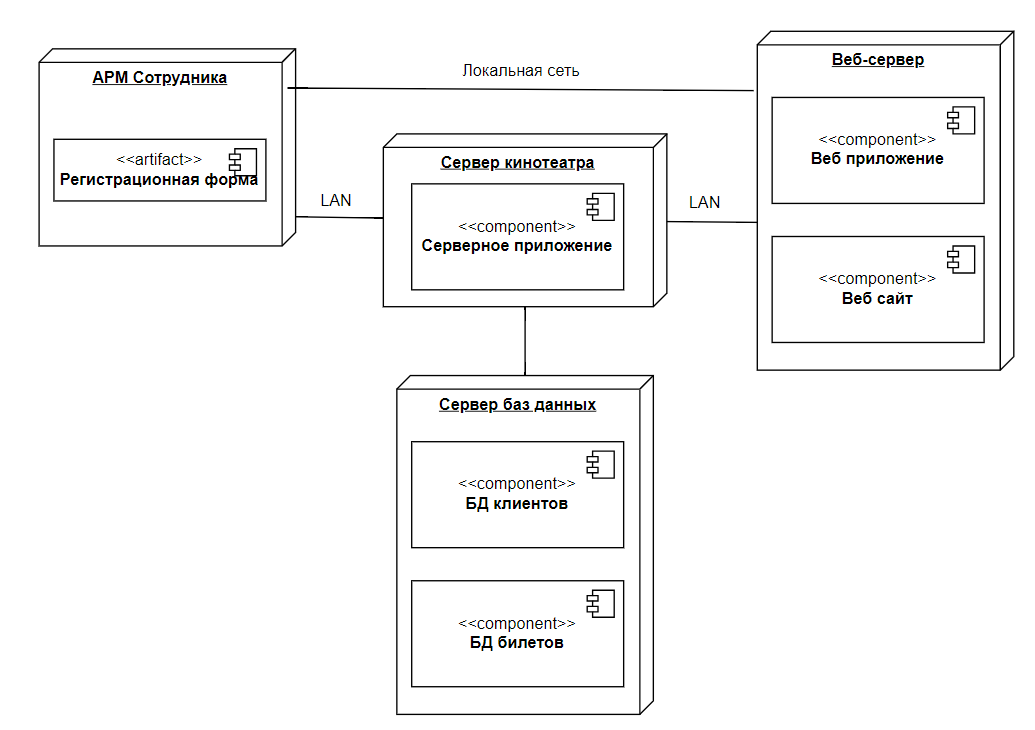 АРМ Сотрудника
<<artifact>>
Регистрационная форма
Локальная сеть
LAN
Сервер кинотеатра
<<component>>
Серверное приложение
LAN
Веб-сервер
<<component>>
Веб приложение
<<component>>
Веб сайт
Сервер баз данных
<<component>>
БД клиентов
<<component>>
БД билетов